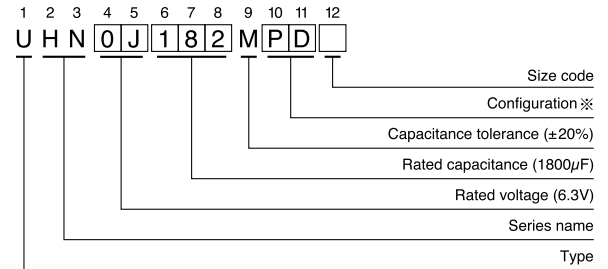 1 2 3 4 5 6 7 8 9 10 11 12
U H N 0 J 1 8 2 M P D
Size code
Configuration ※
Capacitance tolerance (±20%)
Rated capacitance (1800µF)
Rated voltage (6.3V)
Series name
Type